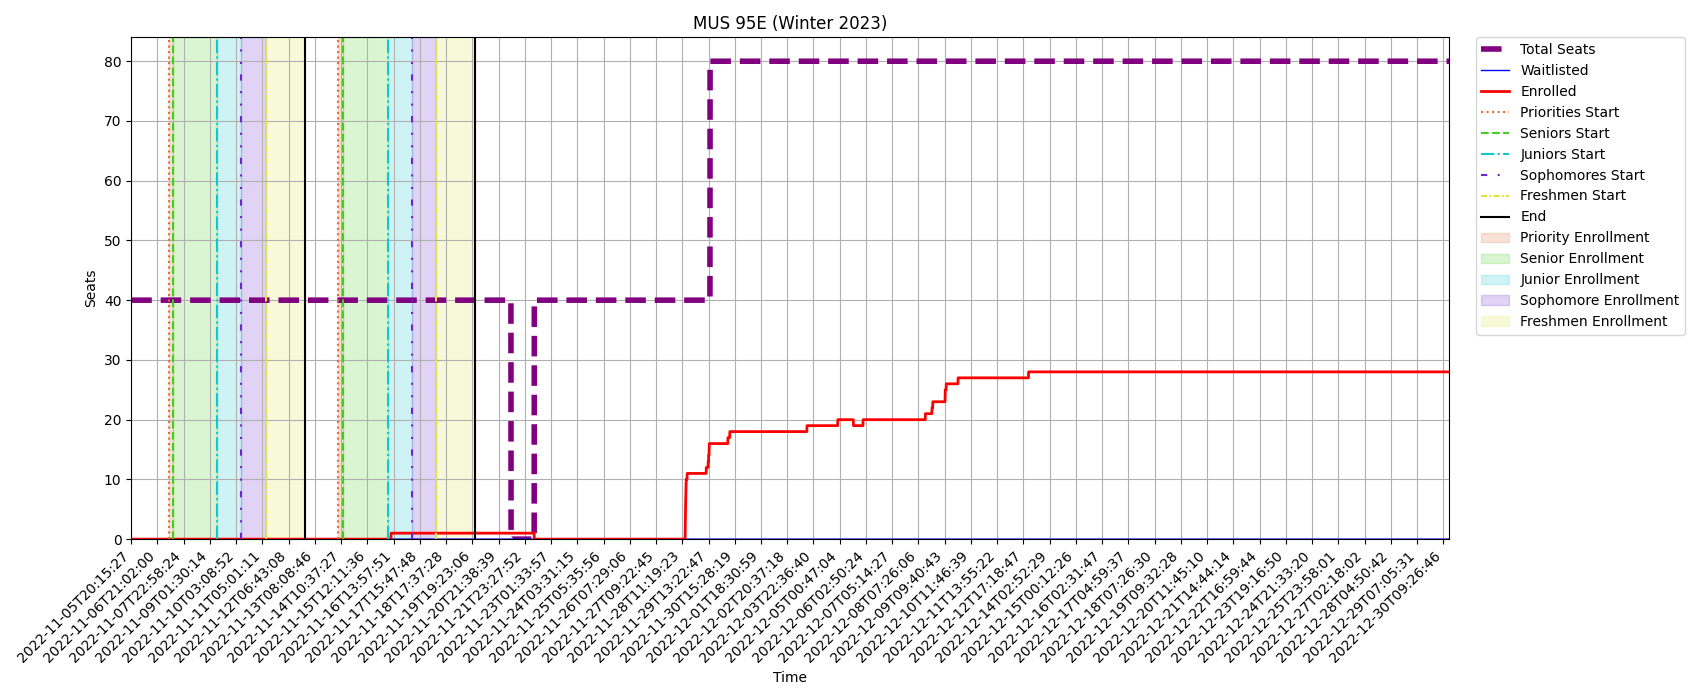 MUS 95E (Winter 2023)
Seats
80
70
60
50
40
30
20
10
0
2022-11-05T20:15:27
2022-11-06T21:02:00
2022-11-07T22:58:24
2022-11-09T01:30:14
2022-11-10T03:08:52
2022-11-11T05:01:11
2022-11-12T06:43:08
2022-11-13T08:08:46
2022-11-14T10:37:27
2022-11-15T12:11:36
2022-11-16T13:57:51
2022-11-17T15:47:48
2022-11-18T17:37:28
2022-11-19T19:23:06
2022-11-20T21:38:39
2022-11-21T23:27:52
2022-11-23T01:33:57
2022-11-24T03:31:15
2022-11-25T05:35:56
2022-11-26T07:29:06
2022-11-27T09:22:45
2022-11-28T11:19:23
2022-11-29T13:22:47
2022-11-30T15:28:19
2022-12-01T18:30:59
2022-12-02T20:37:18
2022-12-03T22:36:40
2022-12-05T00:47:04
2022-12-06T02:50:24
2022-12-07T05:14:27
2022-12-08T07:26:06
2022-12-09T09:40:43
2022-12-10T11:46:39
2022-12-11T13:55:22
2022-12-12T17:18:47
2022-12-14T02:52:29
2022-12-15T00:12:26
2022-12-16T02:31:47
2022-12-17T04:59:37
2022-12-18T07:26:30
2022-12-19T09:32:28
2022-12-20T11:45:10
2022-12-21T14:44:14
2022-12-22T16:59:44
2022-12-23T19:16:50
2022-12-24T21:33:20
2022-12-25T23:58:01
2022-12-27T02:18:02
2022-12-28T04:50:42
2022-12-29T07:05:31
2022-12-30T09:26:46
Time
Total Seats
Waitlisted
Enrolled
Priorities Start
Seniors Start
Juniors Start
Sophomores Start
Freshmen Start
End
Priority Enrollment
Senior Enrollment
Junior Enrollment
Sophomore Enrollment
Freshmen Enrollment